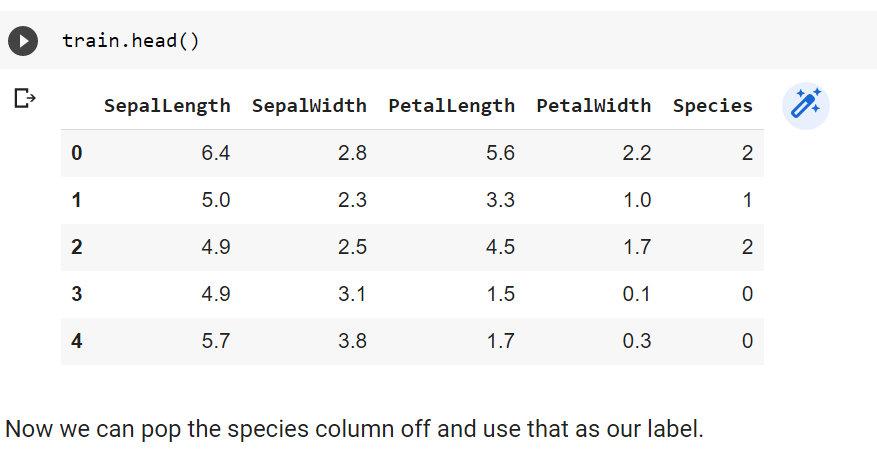 train.head()
SepalLength SepalWidth PetalLength PetalWidth Species
0 6.4 2.8 5.6 2.2 2
1 5.0 2.3 3.3 1.0 1
2 4.9 2.5 4.5 1.7 2
3 4.9 3.1 1.5 0.1 0
4 5.7 3.8 1.7 0.3 0
Now we can pop the species column off and use that as our label.